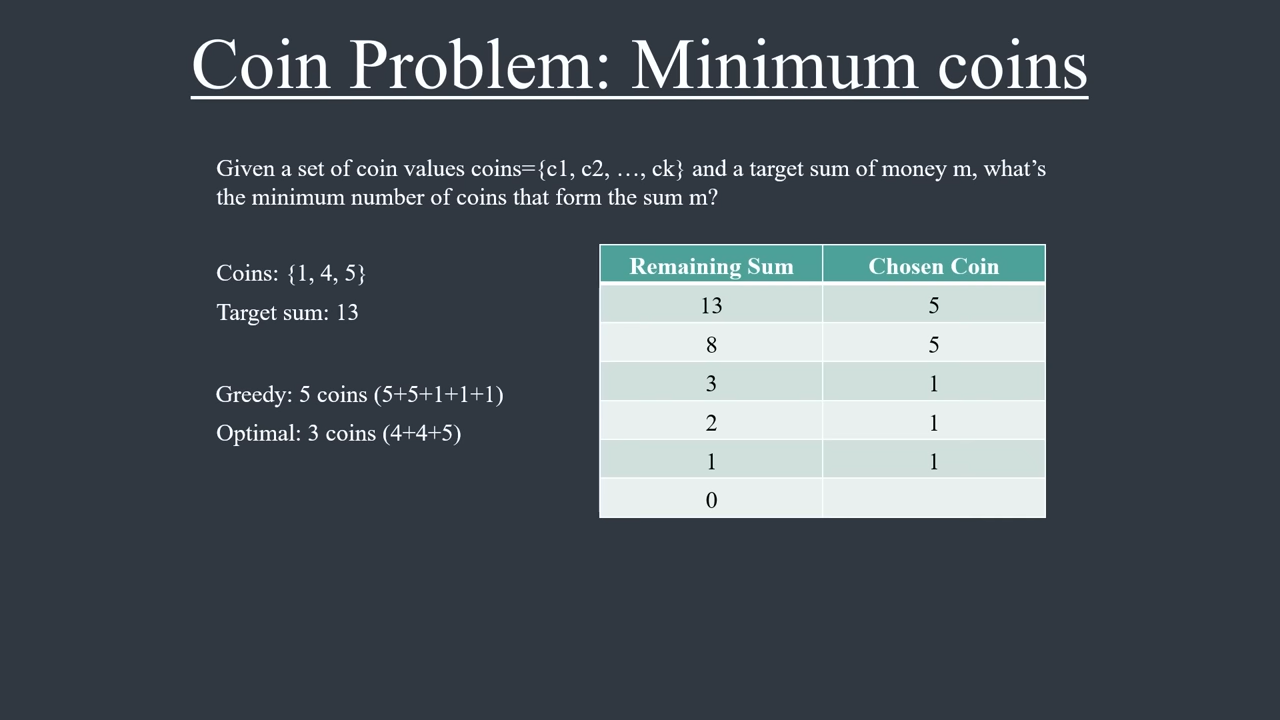 Coin Problem: Minimum coins
Given a set of coin values coins={c1, c2, …, ck} and a target sum of money m, what’s
the minimum number of coins that form the sum m?
Coins: {1, 4, 5}
Target sum: 13
Greedy: 5 coins (5+5+1+1+1)
Optimal: 3 coins (4+4+5)
Remaining Sum Chosen Coin
13 5
8 5
3 1
2 1
1 1
0